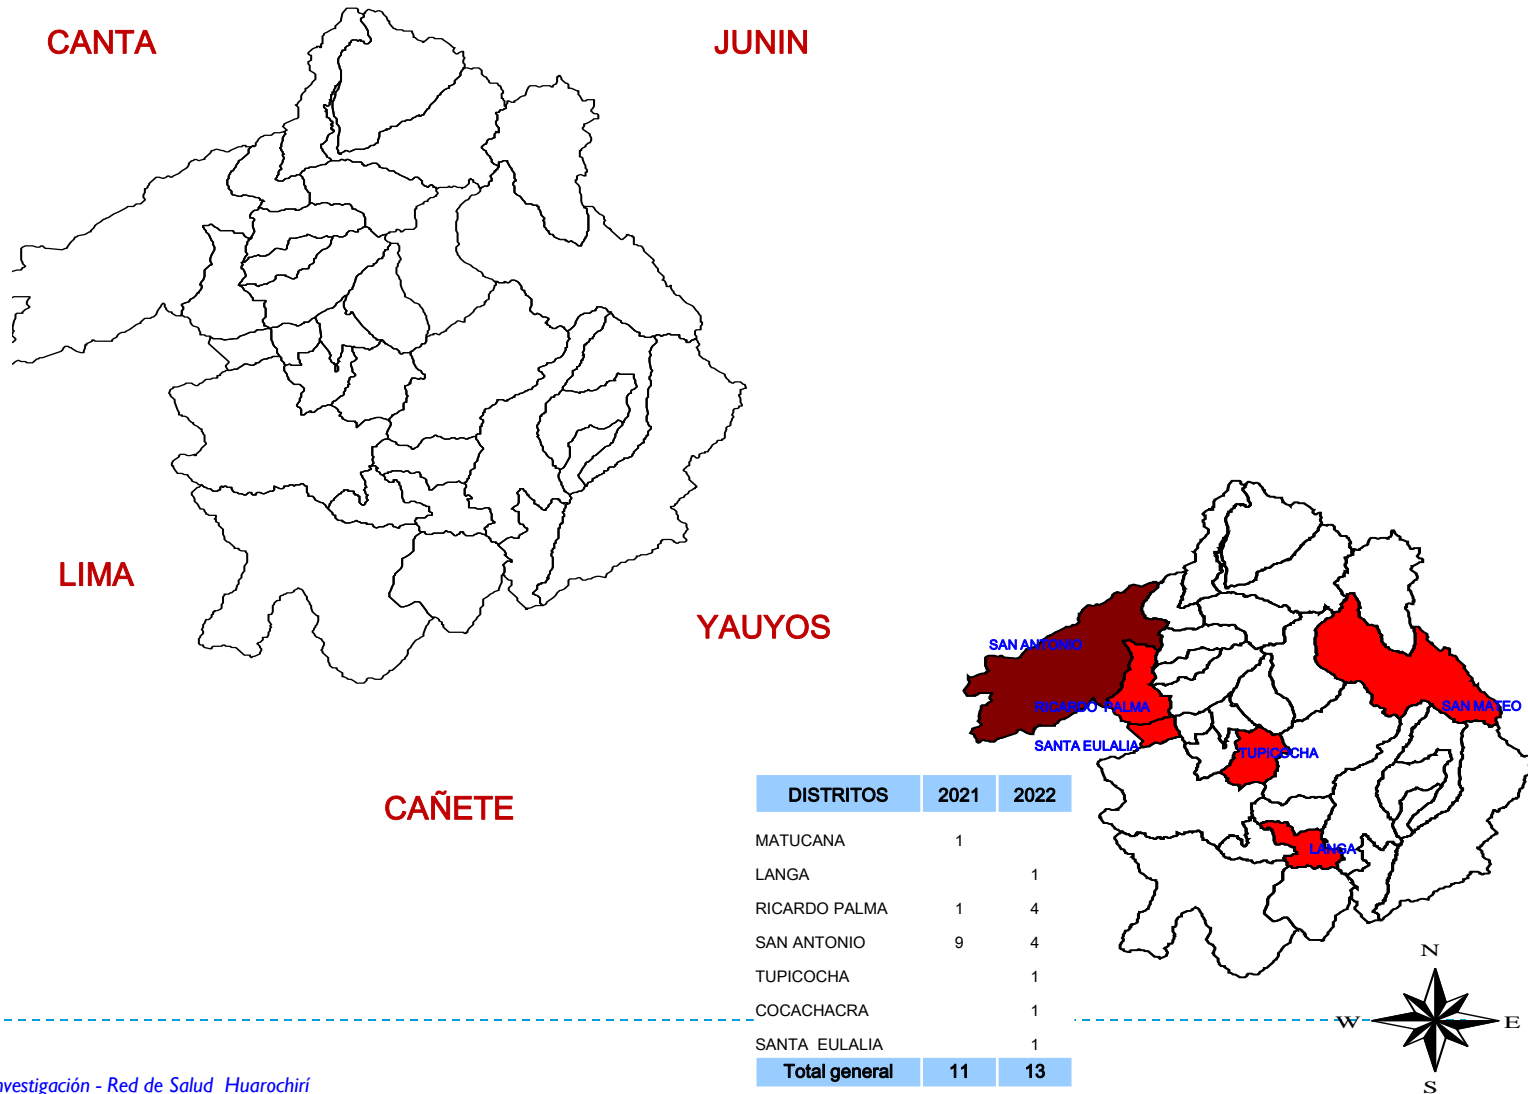 CANTA
JUNIN
LIMA
YAUYOS
CAÑETE
SAN ANTONIO
RICARDO PALMA
SAN MATEO
SANTA EULALIA
TUPICOCHA
LANGA
DISTRITOS 2021 2022
MATUCANA 1
LANGA 1
RICARDO PALMA 1 4
SAN ANTONIO 9 4
TUPICOCHA 1
COCACHACRA 1
SANTA EULALIA 1
Total general 11 13
N
W E
S
nvestigación - Red de Salud Huarochirí